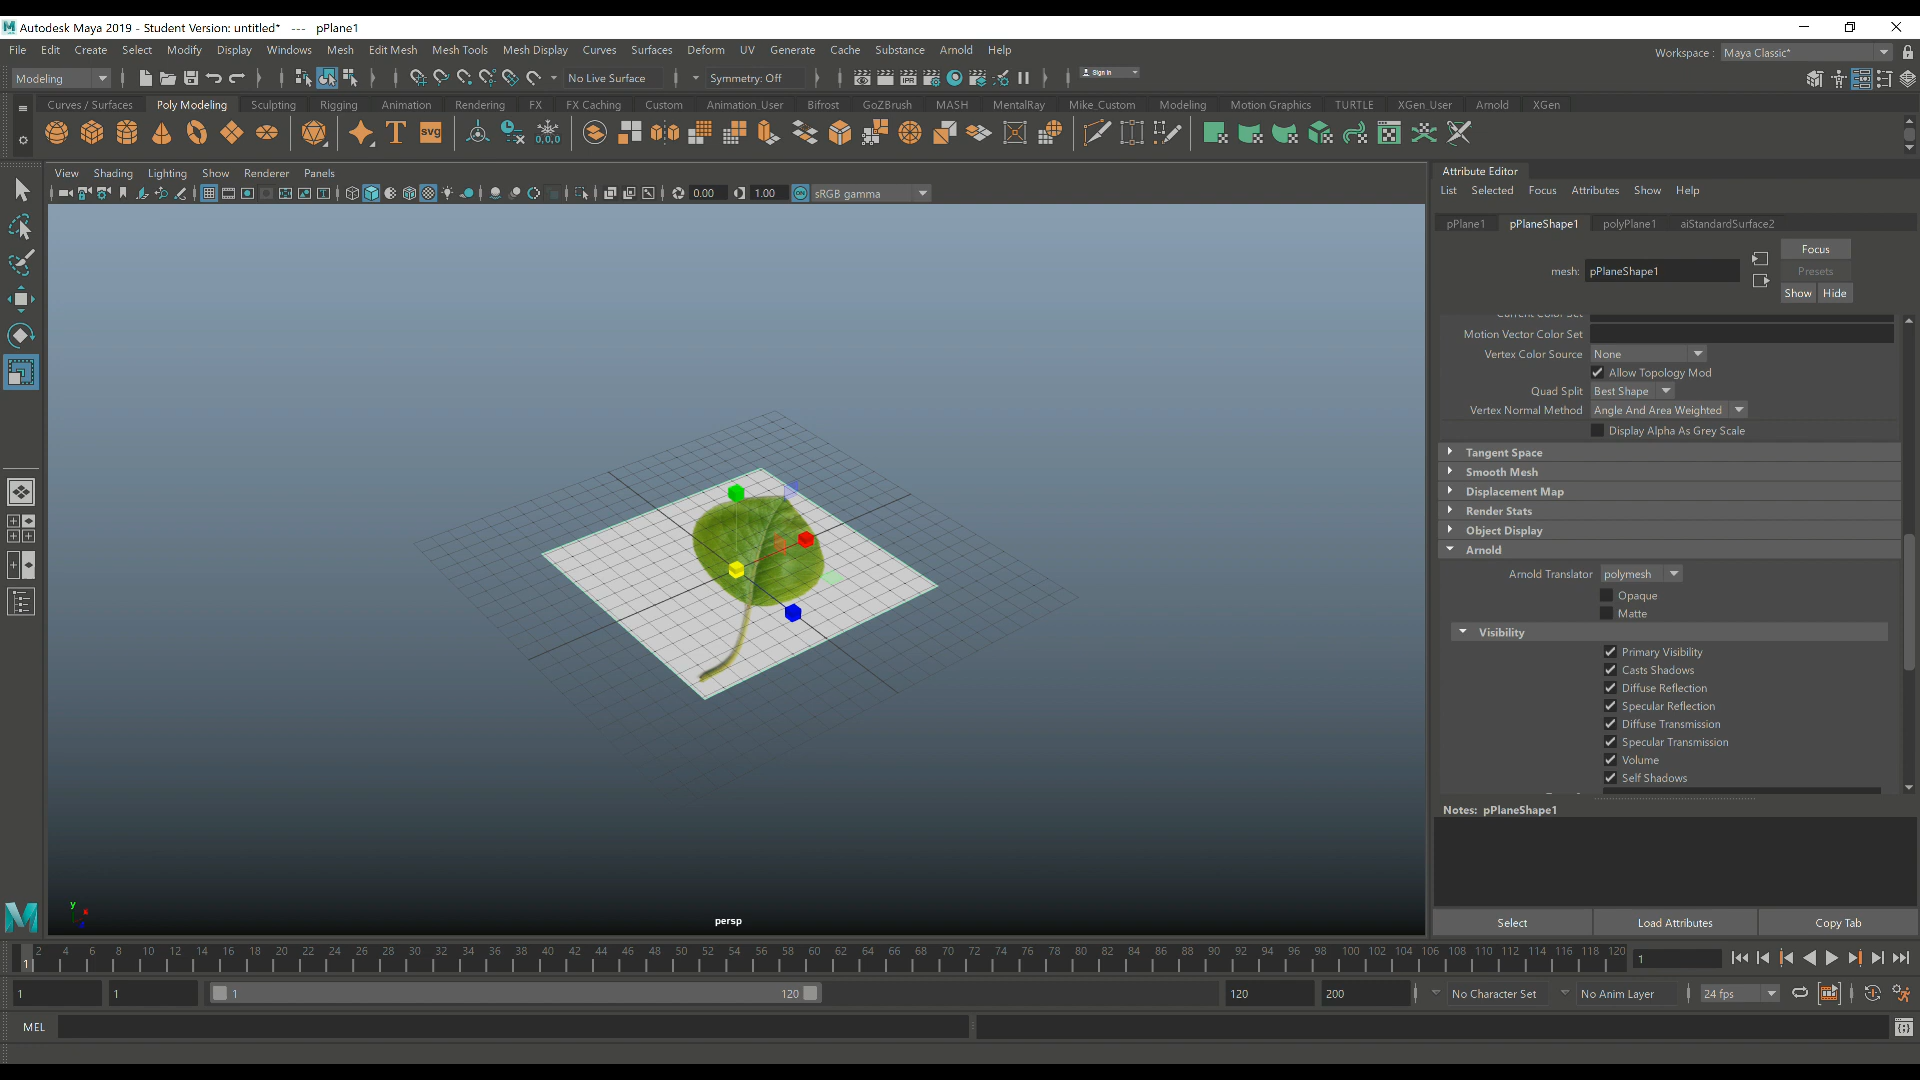 Autodesk Maya 2019 - Student Version: untitled*   ---   pPlane1
File Edit Create Select Modify Display Windows Mesh Edit Mesh Mesh Tools Mesh Display Curves Surfaces Deform UV Generate Cache Substance Arnold Help
Workspace : Maya Classic*
Modeling No Live Surface Symmetry: Off Sign In
Curves / Surfaces Poly Modeling Sculpting Rigging Animation Rendering FX FX Caching Custom Animation_User Bifrost GoZBrush MASH MentalRay Mike_Custom Modeling Motion Graphics TURTLE XGen_User Arnold XGen
T svg 0,0,0
View Shading Lighting Show Renderer Panels
0.00 1.00 ON sRGB gamma
IPR
persp
y
x
Attribute Editor
List Selected Focus Attributes Show Help
pPlane1 pPlaneShape1 polyPlane1 aiStandardSurface2
Focus
mesh: pPlaneShape1
Presets
Show Hide
Current Color Set
Motion Vector Color Set
Vertex Color Source None
Allow Topology Mod
Quad Split Best Shape
Vertex Normal Method Angle And Area Weighted
Display Alpha As Grey Scale
Tangent Space
Smooth Mesh
Displacement Map
Render Stats
Object Display
Arnold
Arnold Translator polymesh
Opaque
Matte
Visibility
Primary Visibility
Casts Shadows
Diffuse Reflection
Specular Reflection
Diffuse Transmission
Specular Transmission
Volume
Self Shadows
Notes: pPlaneShape1
Select Load Attributes Copy Tab
2 4 6 8 10 12 14 16 18 20 22 24 26 28 30 32 34 36 38 40 42 44 46 48 50 52 54 56 58 60 62 64 66 68 70 72 74 76 78 80 82 84 86 88 90 92 94 96 98 100 102 104 106 108 110 112 114 116 118 120
1 1
1 1 1 120 120 200 No Character Set No Anim Layer 24 fps
MEL